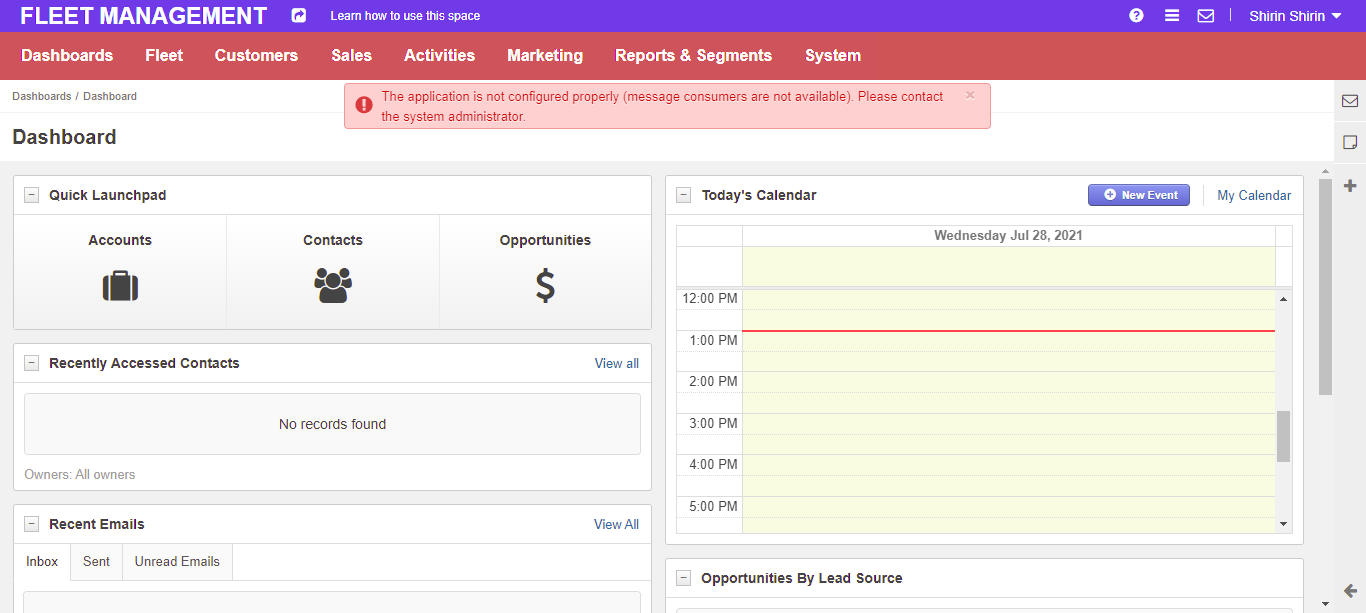 FLEET MANAGEMENT
Learn how to use this space
Shirin Shirin
Dashboards
Fleet
Customers
Sales
Activities
Marketing
Reports & Segments
System
Dashboards / Dashboard
The application is not configured properly (message consumers are not available). Please contact
the system administrator.
×
Dashboard
Quick Launchpad
Accounts
Contacts
Opportunities
Recently Accessed Contacts
View all
No records found
Owners: All owners
Recent Emails
View All
Inbox
Sent
Unread Emails
Today's Calendar
New Event
My Calendar
Wednesday Jul 28, 2021
12:00 PM
1:00 PM
2:00 PM
3:00 PM
4:00 PM
5:00 PM
Opportunities By Lead Source